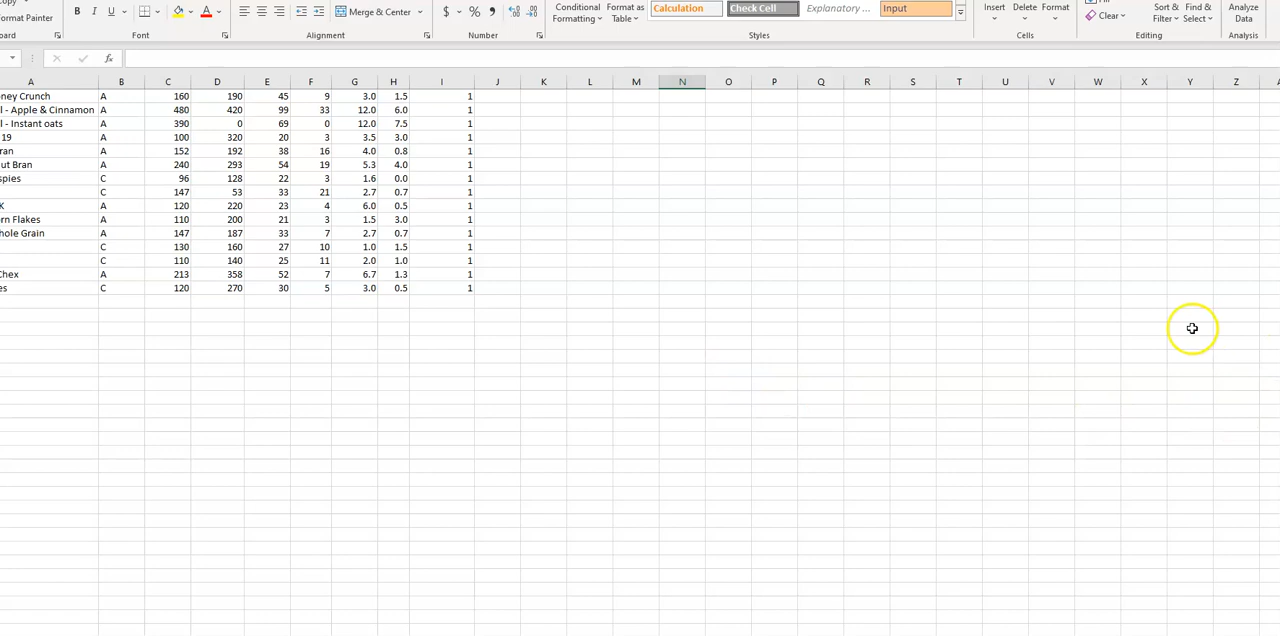 Format Painter
B I U
Merge & Center
$ % 9
Conditional Formatting
Format as Table
Calculation Check Cell Explanatory ... Input
Insert Delete Format
Clear
Sort & Filter
Find & Select
Analyze Data
Font Alignment Number Styles Cells Editing Analysis
fx
A B C D E F G H I J K L M N O P Q R S T U V W X Y Z
Crunch A 160 190 45 9 3.0 1.5 1
- Apple & Cinnamon A 480 420 99 33 12.0 6.0 1
- Instant oats A 390 0 69 0 12.0 7.5 1
19 A 100 320 20 3 3.5 3.0 1
A 152 192 38 16 4.0 0.8 1
Bran A 240 293 54 19 5.3 4.0 1
C 96 128 22 3 1.6 0.0 1
C 147 53 33 21 2.7 0.7 1
K A 120 220 23 4 6.0 0.5 1
Flakes A 110 200 21 3 1.5 3.0 1
Grain A 147 187 33 7 2.7 0.7 1
C 130 160 27 10 1.0 1.5 1
C 110 140 25 11 2.0 1.0 1
Chex A 213 358 52 7 6.7 1.3 1
C 120 270 30 5 3.0 0.5 1